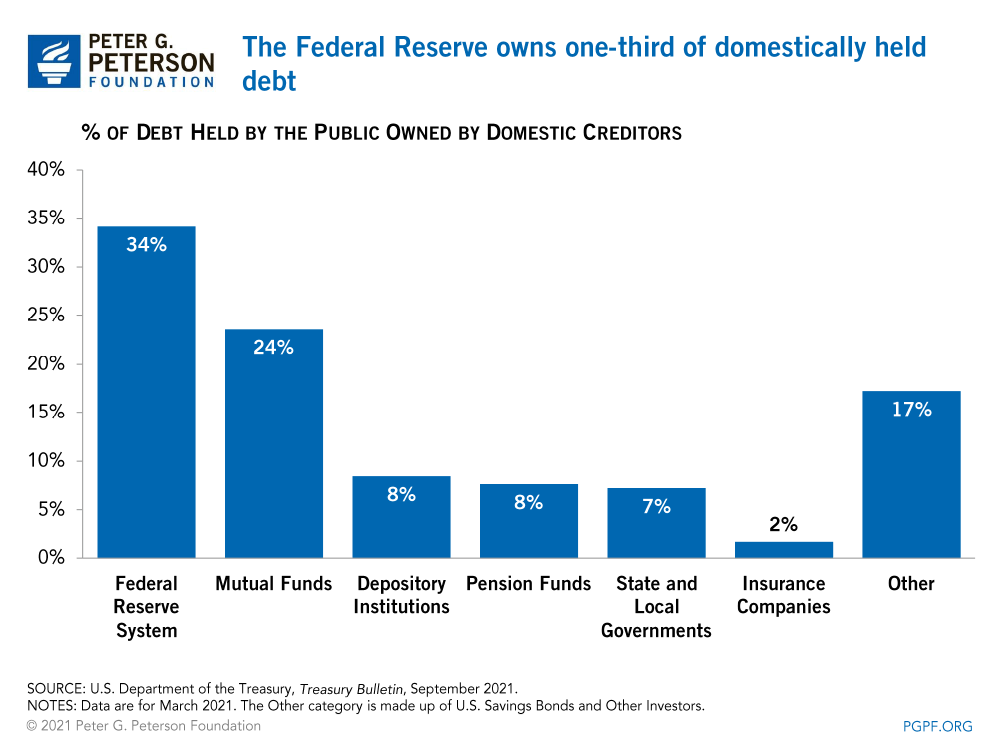 PETER G.
PETERSON
FOUNDATION
The Federal Reserve owns one-third of domestically held
debt
% OF DEBT HELD BY THE PUBLIC OWNED BY DOMESTIC CREDITORS
40%
35%
30%
25%
20%
15%
10%
5%
0%
34%
24%
8%
8%
7%
2%
17%
Federal
Reserve
System
Mutual Funds
Depository
Institutions
Pension Funds
State and
Local
Governments
Insurance
Companies
Other
SOURCE: U.S. Department of the Treasury, Treasury Bulletin, September 2021.
NOTES: Data are for March 2021. The Other category is made up of U.S. Savings Bonds and Other Investors.
© 2021 Peter G. Peterson Foundation
PGPF.ORG